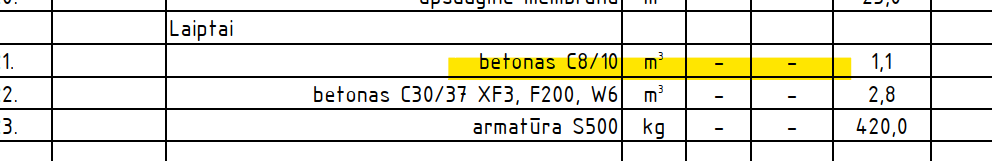 Laiptai
1. betonas C8/10 m³ - - 1,1
2. betonas C30/37 XF3, F200, W6 m³ - - 2,8
3. armatūra S500 kg - - 420,0